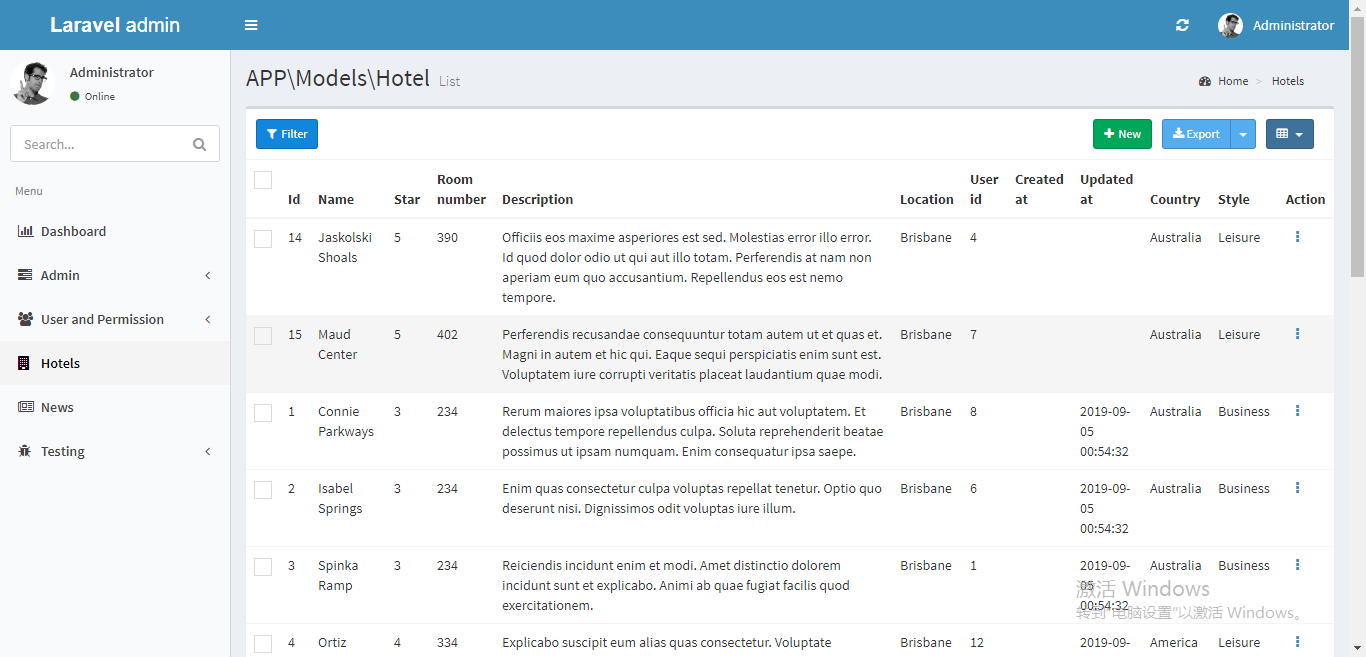 Laravel admin
Administrator
Administrator
Online
APP\Models\Hotel List
Home > Hotels
Search...
Filter
New
Export
Menu
Dashboard
Admin
User and Permission
Hotels
News
Testing
Id Name Star Room number Description Location User id Created at Updated at Country Style Action
14 Jaskolski Shoals 5 390 Officiis eos maxime asperiores est sed. Molestias error illo error.
Id quod dolor odio ut qui aut illo totam. Perferendis at nam non
aperiam eum quo accusantium. Repellendus eos est nemo
tempore.
Brisbane 4 Australia Leisure
15 Maud Center 5 402 Perferendis recusandae consequuntur totam autem ut et quas et.
Magni in autem et hic qui. Eaque sequi perspiciatis enim sunt est.
Voluptatem iure corrupti veritatis placeat laudantium quae modi.
Brisbane 7 Australia Leisure
1 Connie Parkways 3 234 Rerum maiores ipsa voluptatibus officia hic aut voluptatem. Et
delectus tempore repellendus culpa. Soluta reprehenderit beatae
possimus ut ipsam numquam. Enim consequatur ipsa saepe.
Brisbane 8 2019-09-05 00:54:32 Australia Business
2 Isabel Springs 3 234 Enim quas consectetur culpa voluptas repellat tenetur. Optio quo
deserunt nisi. Dignissimos odit voluptas iure illum.
Brisbane 6 2019-09-05 00:54:32 Australia Business
3 Spinka Ramp 3 234 Reiciendis incidunt enim et modi. Amet distinctio dolorem
incidunt sunt et explicabo. Animi ab quae fugiat facilis quod
exercitationem.
Brisbane 1 2019-09-05 00:54:32 Australia Business
4 Ortiz 4 334 Explicabo suscipit eum alias quas consectetur. Voluptate
Brisbane 12 2019-09- America Leisure
激活 Windows
转到"电脑设置"以激活 Windows。